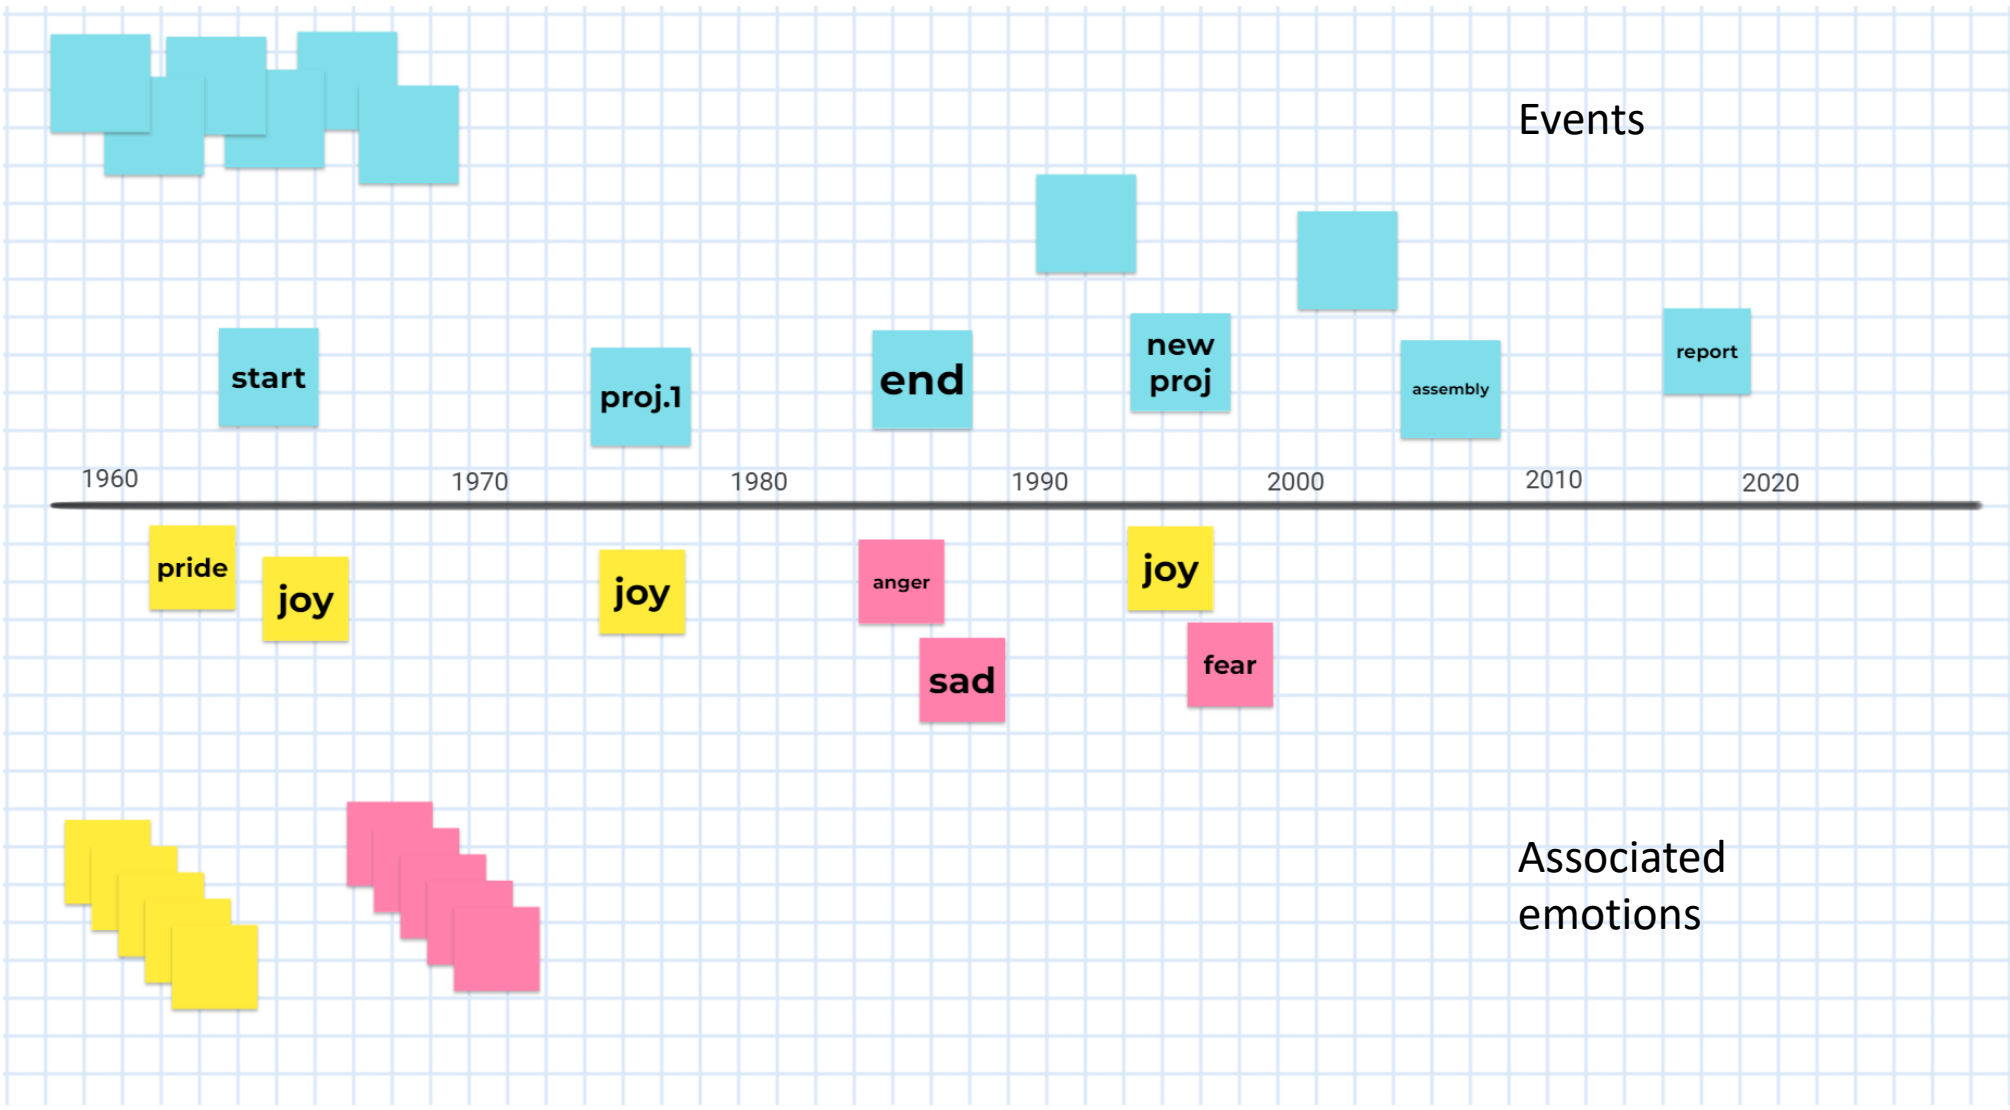 Events
start
proj.1
end
new
proj
assembly
report
1960
1970
1980
1990
2000
2010
2020
pride
joy
joy
anger
sad
joy
fear
Associated
emotions